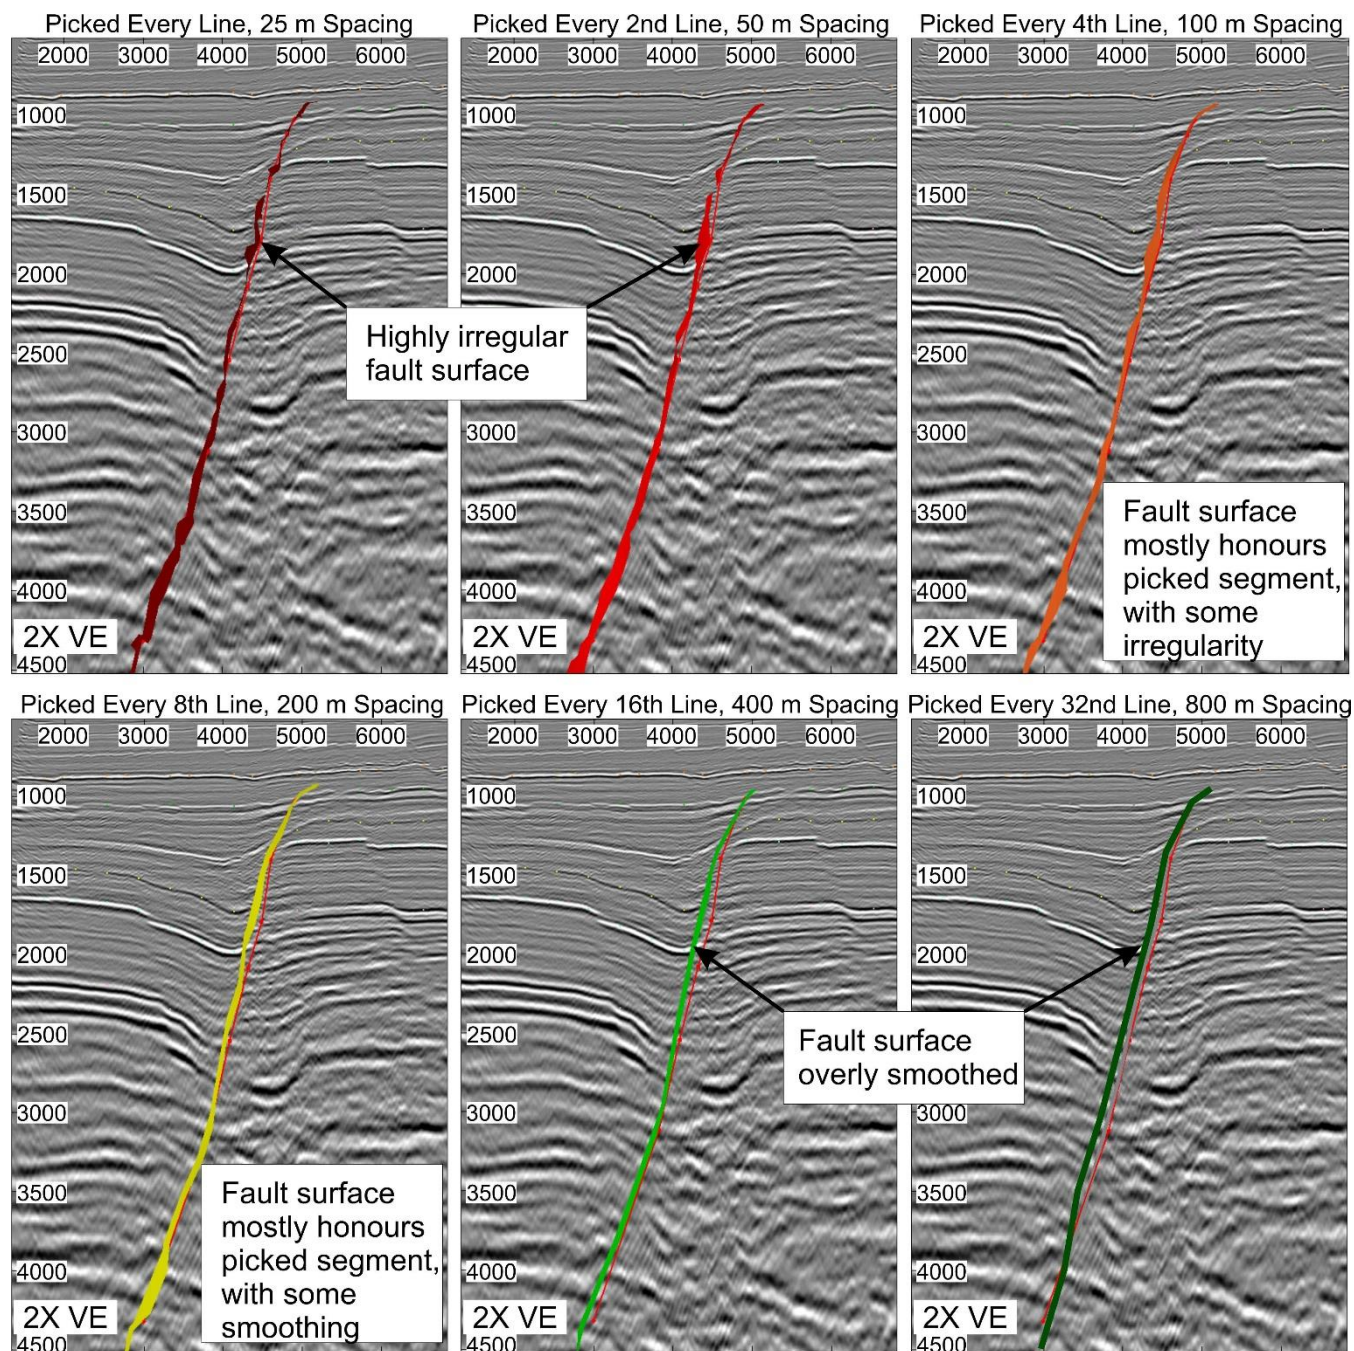 Picked Every Line, 25 m Spacing
2000 3000 4000 5000 6000
1000
1500
2000
2500
3000
3500
4000
4500
2X VE
Picked Every 2nd Line, 50 m Spacing
2000 3000 4000 5000 6000
1000
1500
2000
2500
3000
3500
4000
4500
2X VE
Highly irregular
fault surface
Picked Every 4th Line, 100 m Spacing
2000 3000 4000 5000 6000
1000
1500
2000
2500
3000
3500
4000
4500
2X VE
Fault surface
mostly honours
picked segment,
with some
irregularity
Picked Every 8th Line, 200 m Spacing
2000 3000 4000 5000 6000
1000
1500
2000
2500
3000
3500
4000
4500
2X VE
Fault surface
mostly honours
picked segment,
with some
smoothing
Picked Every 16th Line, 400 m Spacing
2000 3000 4000 5000 6000
1000
1500
2000
2500
3000
3500
4000
4500
2X VE
Fault surface
overly smoothed
Picked Every 32nd Line, 800 m Spacing
2000 3000 4000 5000 6000
1000
1500
2000
2500
3000
3500
4000
4500
2X VE